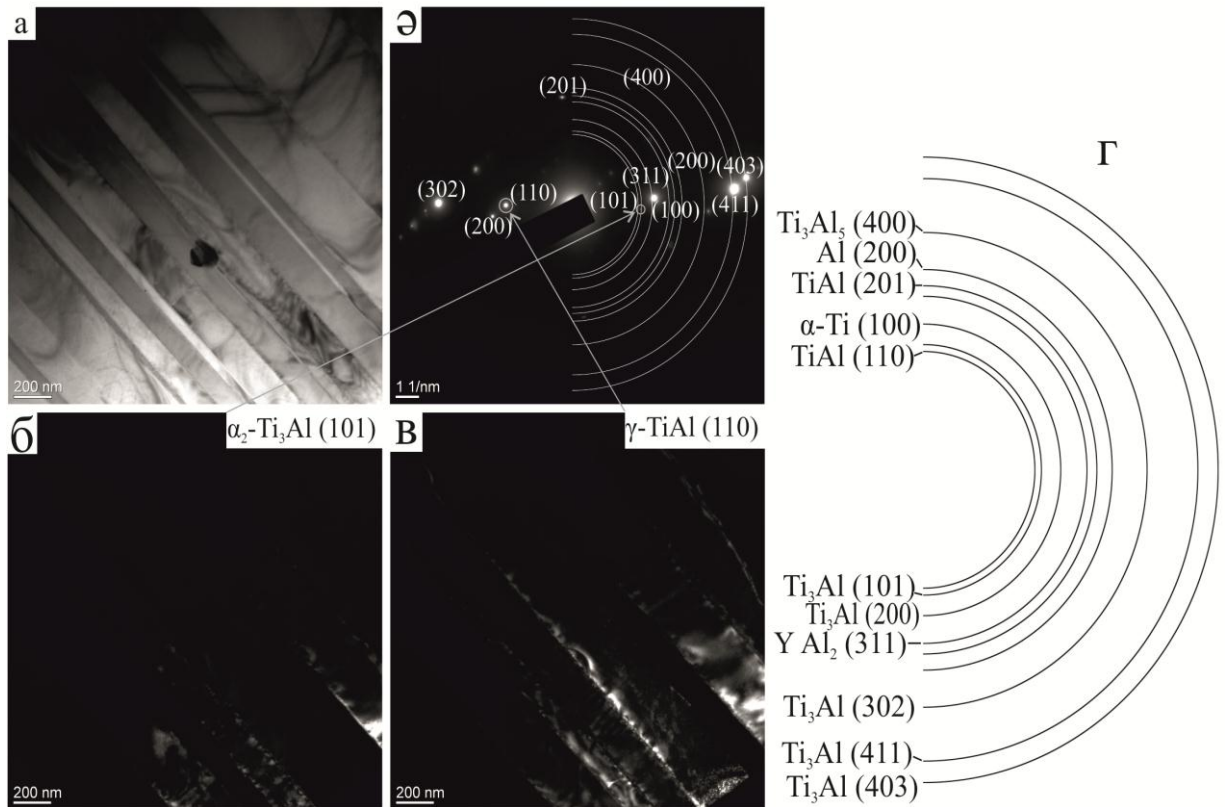 а
200 nm
ә
(201)
(400)
(302)
(110)
(200)
(101)
(311)
(100)
(200)
(403)
(411)
1 1/nm
б
α₂-Ti₃Al (101)
200 nm
в
γ-TiAl (110)
200 nm
Г
Ti₃Al₅ (400)
Al (200)
TiAl (201)
α-Ti (100)
TiAl (110)
Ti₃Al (101)
Ti₃Al (200)
Y Al₂ (311)
Ti₃Al (302)
Ti₃Al (411)
Ti₃Al (403)